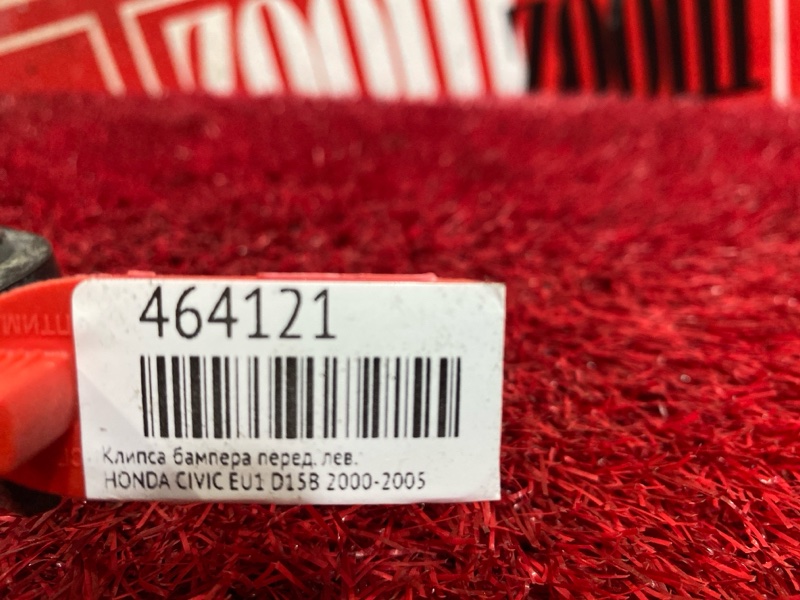 464121
Клипса бампера перед. лев.
HONDA CIVIC EU1 D15B 2000-2005